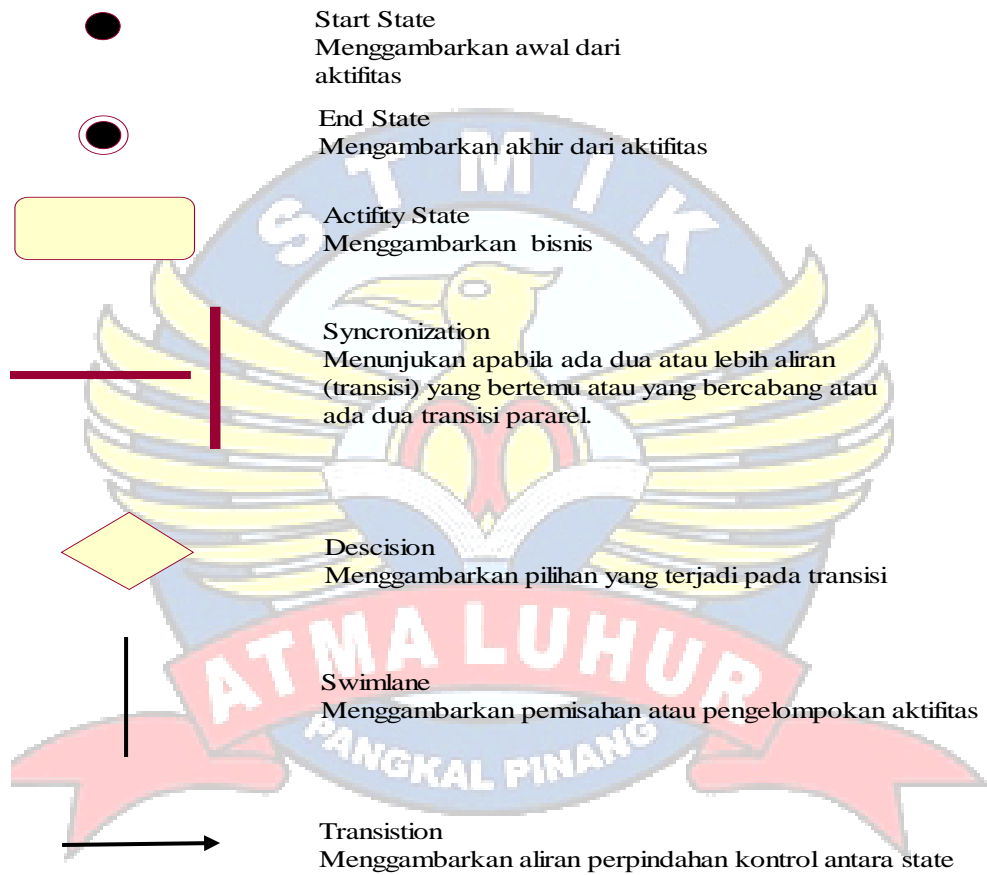 Start State
Menggambarkan awal dari
aktifitas
End State
Mengambarkan akhir dari aktifitas
Actifity State
Menggambarkan bisnis
Syncronization
Menunjukan apabila ada dua atau lebih aliran
(transisi) yang bertemu atau yang bercabang atau
ada dua transisi pararel.
Descision
Menggambarkan pilihan yang terjadi pada transisi
Swimlane
Menggambarkan pemisahan atau pengelompokan aktifitas
Transistion
Menggambarkan aliran perpindahan kontrol antara state
STMIK
ATMA LUHUR
PANGKAL PINANG